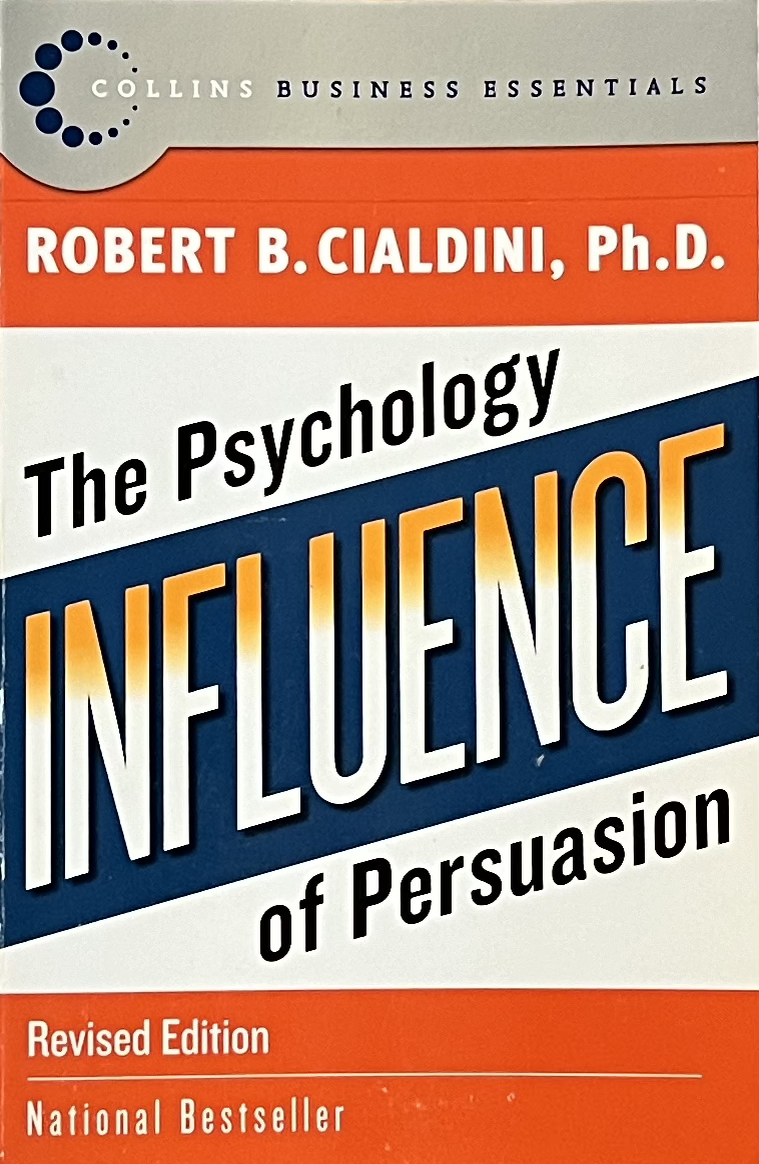 COLLINS BUSINESS ESSENTIALS
ROBERT B. CIALDINI, Ph.D.
The Psychology
INFLUENCE
of Persuasion
Revised Edition
National Bestseller